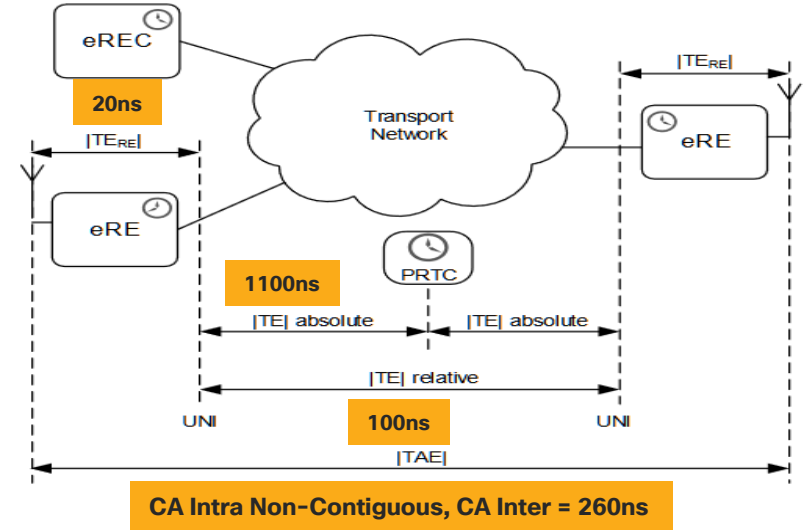 eREC
20ns
|TERE|
|TERE|
Transport
Network
eRE
eRE
PRTC
1100ns
|TE| absolute
|TE| absolute
|TE| relative
UNI
100ns
UNI
|TAE|
CA Intra Non-Contiguous, CA Inter = 260ns